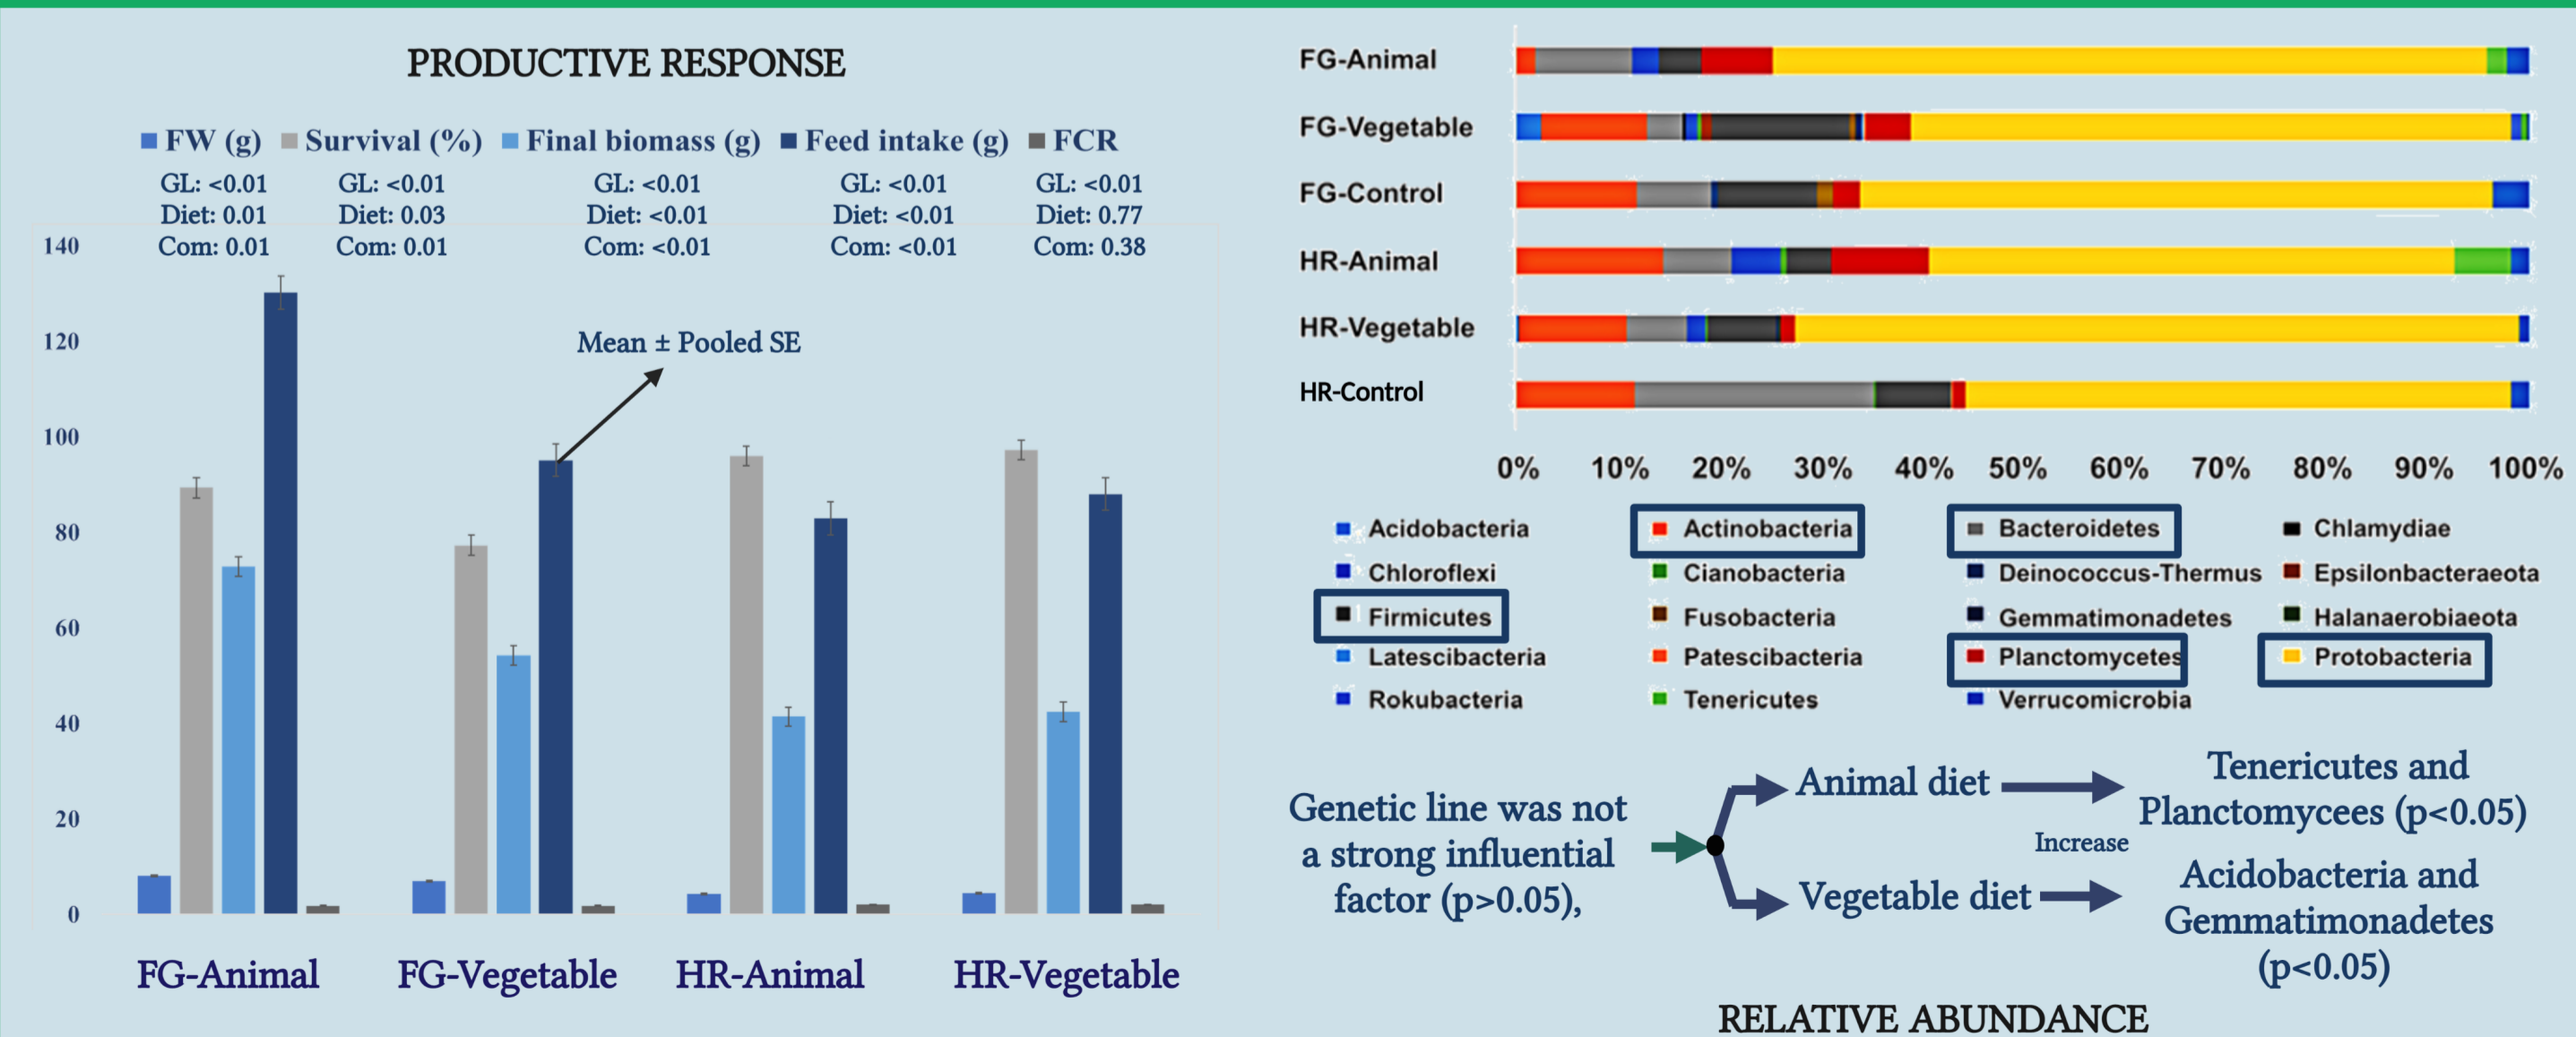 PRODUCTIVE RESPONSE
FW (g) Survival (%) Final biomass (g) Feed intake (g) FCR
GL: <0.01 GL: <0.01 GL: <0.01 GL: <0.01 GL: <0.01
Diet: 0.01 Diet: 0.03 Diet: <0.01 Diet: <0.01 Diet: 0.77
Com: 0.01 Com: 0.01 Com: <0.01 Com: <0.01 Com: 0.38
140
120
100
80
60
40
20
0
Mean ± Pooled SE
FG-Animal FG-Vegetable HR-Animal HR-Vegetable
FG-Animal
FG-Vegetable
FG-Control
HR-Animal
HR-Vegetable
HR-Control
0% 10% 20% 30% 40% 50% 60% 70% 80% 90% 100%
Acidobacteria Actinobacteria Bacteroidetes Chlamydiae
Chloroflexi Cianobacteria Deinococcus-Thermus Epsilonbacteraeota
Firmicutes Fusobacteria Gemmatimonadetes Halanaerobiaeota
Latescibacteria Patescibacteria Planctomycetes Protobacteria
Rokubacteria Tenericutes Verrucomicrobia
Genetic line was not
a strong influential
factor (p>0.05),
Animal diet
Tenericutes and
Planctomycees (p<0.05)
Increase
Vegetable diet
Acidobacteria and
Gemmatimonadetes
(p<0.05)
RELATIVE ABUNDANCE